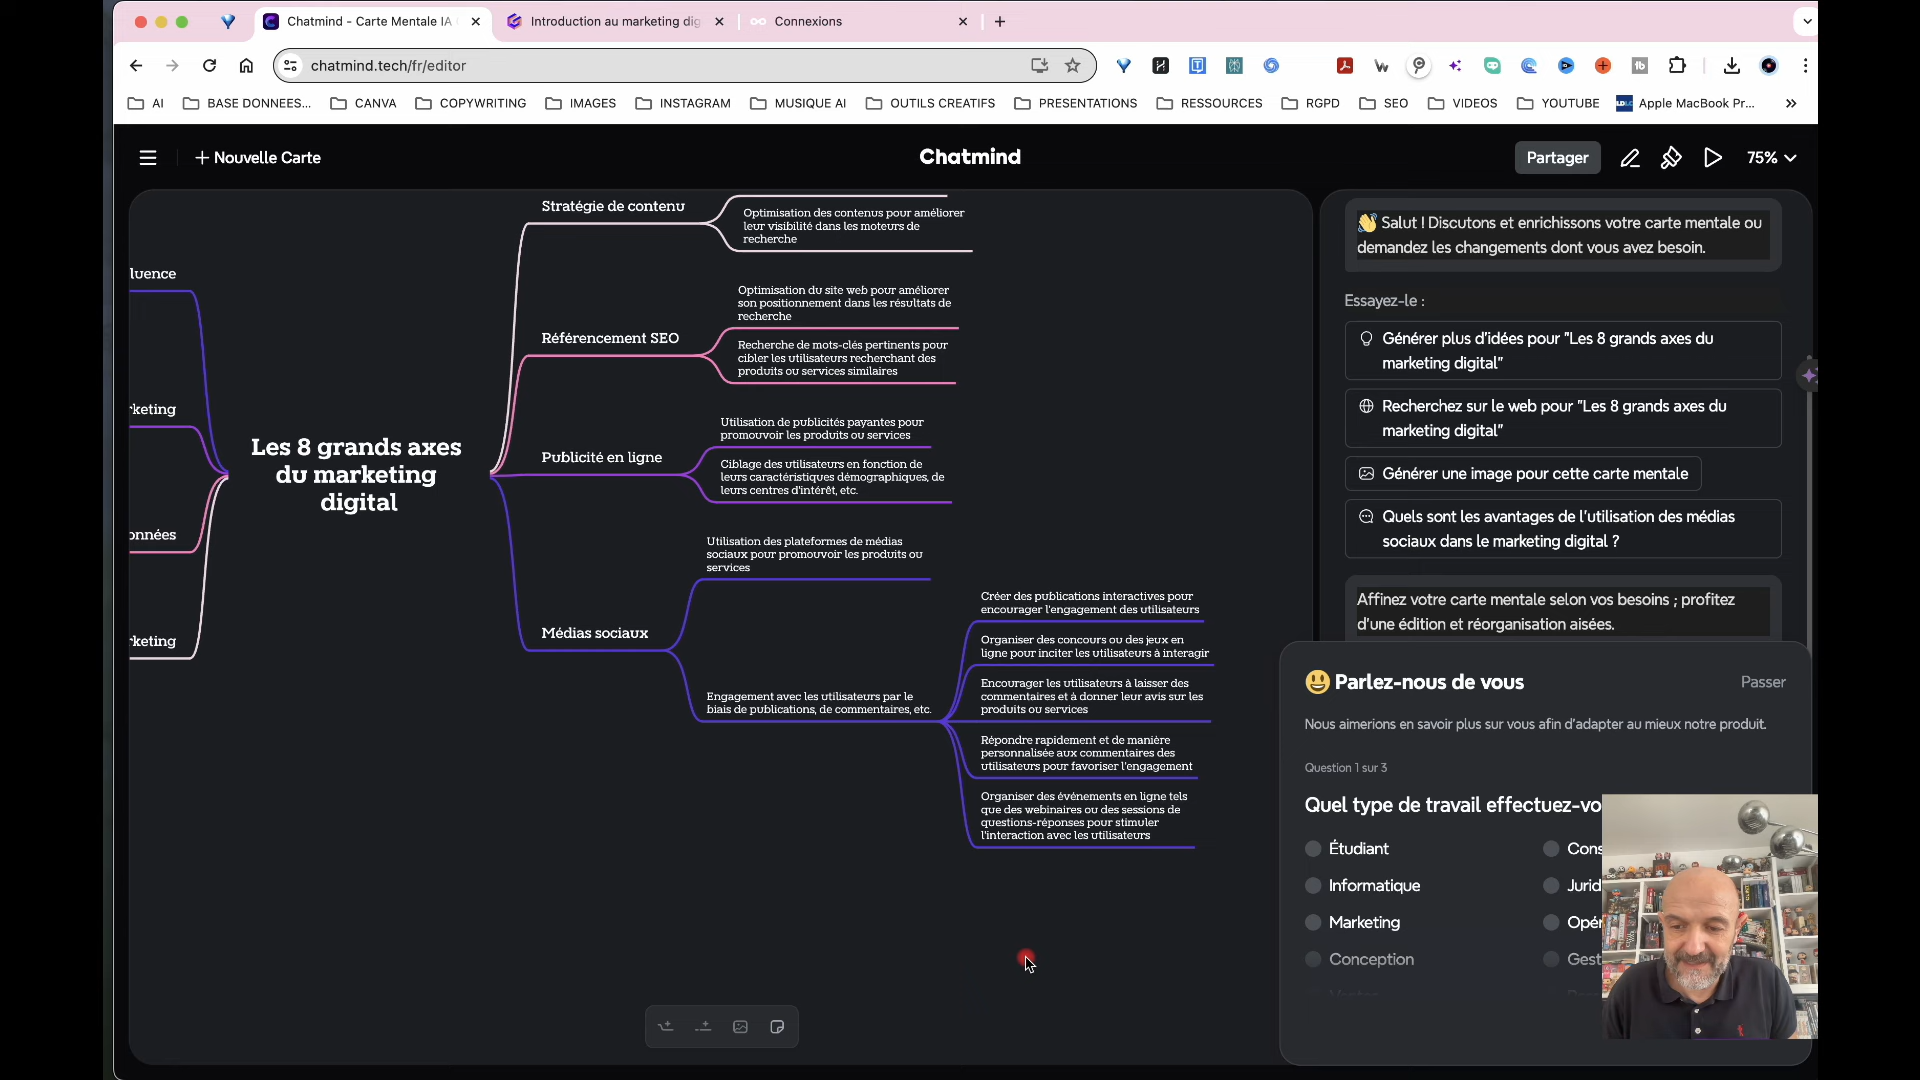 Chatmind - Carte Mentale IA
Introduction au marketing dig
Connexions
chatmind.tech/fr/editor
AI
BASE DONNEES...
CANVA
COPYWRITING
IMAGES
INSTAGRAM
MUSIQUE AI
OUTILS CREATIFS
PRESENTATIONS
RESSOURCES
RGPD
SEO
VIDEOS
YOUTUBE
Apple MacBook Pr...
+ Nouvelle Carte
Chatmind
Partager
75%
luence
rketing
onnées
rketing
Les 8 grands axes
du marketing
digital
Stratégie de contenu
Optimisation des contenus pour améliorer
leur visibilité dans les moteurs de
recherche
Référencement SEO
Optimisation du site web pour améliorer
son positionnement dans les résultats de
recherche
Recherche de mots-clés pertinents pour
cibler les utilisateurs recherchant des
produits ou services similaires
Publicité en ligne
Utilisation de publicités payantes pour
promouvoir les produits ou services
Ciblage des utilisateurs en fonction de
leurs caractéristiques démographiques, de
leurs centres d'intérêt, etc.
Médias sociaux
Utilisation des plateformes de médias
sociaux pour promouvoir les produits ou
services
Engagement avec les utilisateurs par le
biais de publications, de commentaires, etc.
Créer des publications interactives pour
encourager l'engagement des utilisateurs
Organiser des concours ou des jeux en
ligne pour inciter les utilisateurs à interagir
Encourager les utilisateurs à laisser des
commentaires et à donner leur avis sur les
produits ou services
Répondre rapidement et de manière
personnalisée aux commentaires des
utilisateurs pour favoriser l'engagement
Organiser des événements en ligne tels
que des webinaires ou des sessions de
questions-réponses pour stimuler
l'interaction avec les utilisateurs
👋 Salut ! Discutons et enrichissons votre carte mentale ou
demandez les changements dont vous avez besoin.
Essayez-le :
Générer plus d'idées pour "Les 8 grands axes du
marketing digital"
Recherchez sur le web pour "Les 8 grands axes du
marketing digital"
Générer une image pour cette carte mentale
Quels sont les avantages de l'utilisation des médias
sociaux dans le marketing digital ?
Affinez votre carte mentale selon vos besoins ; profitez
d'une édition et réorganisation aisées.
😃 Parlez-nous de vous
Passer
Nous aimerions en savoir plus sur vous afin d'adapter au mieux notre produit.
Question 1 sur 3
Quel type de travail effectuez-vo
Étudiant
Cons
Informatique
Jurid
Marketing
Opér
Conception
Gest